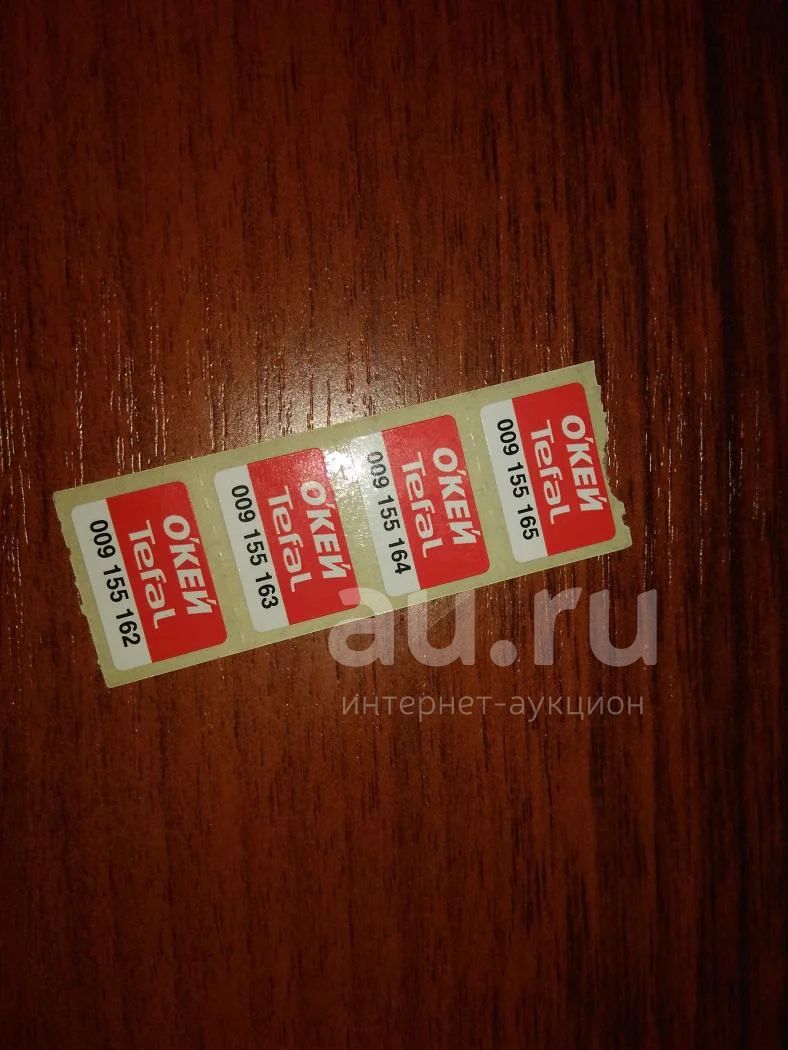 О'КЕЙ
Tefal
009 155 162
О'КЕЙ
Tefal
009 155 163
О'КЕЙ
Tefal
009 155 164
О'КЕЙ
Tefal
009 155 165
au.ru
интернет-аукцион